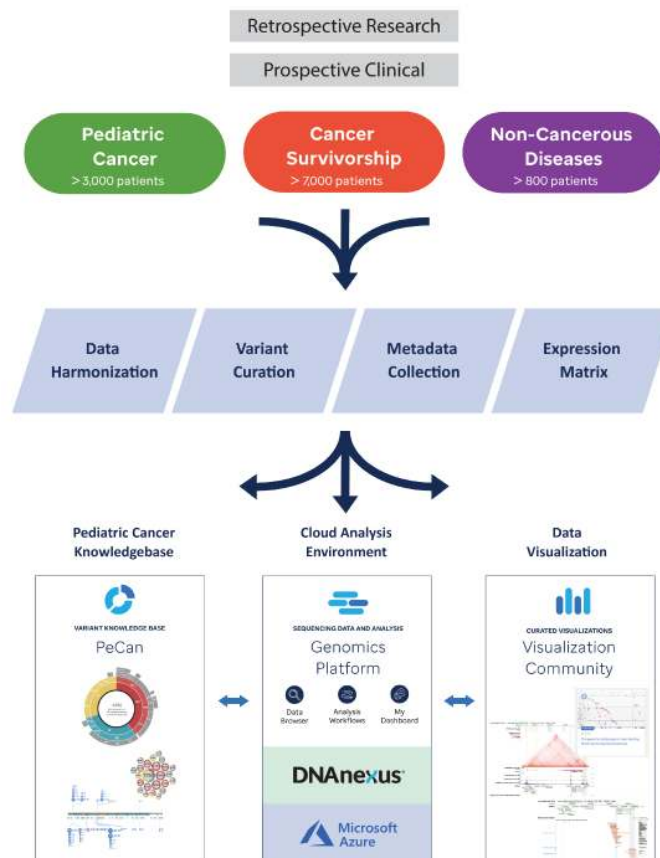 Retrospective Research
Prospective Clinical
Pediatric
Cancer
> 3,000 patients
Cancer
Survivorship
> 7,000 patients
Non-Cancerous
Diseases
> 800 patients
Data
Harmonization
Variant
Curation
Metadata
Collection
Expression
Matrix
Pediatric Cancer
Knowledgebase
Cloud Analysis
Environment
Data
Visualization
VARIANT KNOWLEDGE BASE
PeCan
SEQUENCING DATA AND ANALYSIS
Genomics
Platform
Data
Browser
Analysis
Workflows
My
Dashboard
DNAnexus®
Microsoft
Azure
CURATED VISUALIZATIONS
Visualization
Community